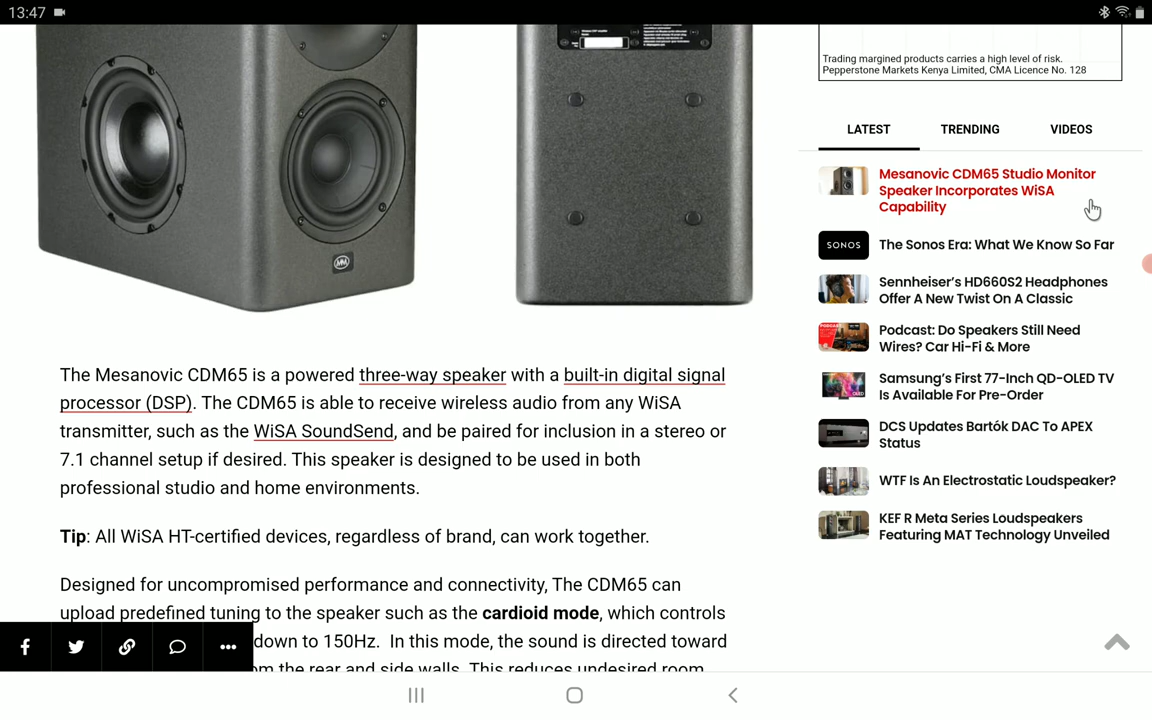 13:47
Trading margined products carries a high level of risk.
Pepperstone Markets Kenya Limited, CMA Licence No. 128
LATEST
TRENDING
VIDEOS
Mesanovic CDM65 Studio Monitor
Speaker Incorporates WiSA
Capability
SONOS
The Sonos Era: What We Know So Far
Sennheiser’s HD660S2 Headphones
Offer A New Twist On A Classic
PODCAST
Podcast: Do Speakers Still Need
Wires? Car Hi-Fi & More
Samsung’s First 77-Inch QD-OLED TV
Is Available For Pre-Order
DCS Updates Bartók DAC To APEX
Status
WTF Is An Electrostatic Loudspeaker?
KEF R Meta Series Loudspeakers
Featuring MAT Technology Unveiled
The Mesanovic CDM65 is a powered three-way speaker with a built-in digital signal
processor (DSP). The CDM65 is able to receive wireless audio from any WiSA
transmitter, such as the WiSA SoundSend, and be paired for inclusion in a stereo or
7.1 channel setup if desired. This speaker is designed to be used in both
professional studio and home environments.
Tip: All WiSA HT-certified devices, regardless of brand, can work together.
Designed for uncompromised performance and connectivity, The CDM65 can
upload predefined tuning to the speaker such as the cardioid mode, which controls
down to 150Hz. In this mode, the sound is directed toward
om the rear and side walls. This reduces undesired room